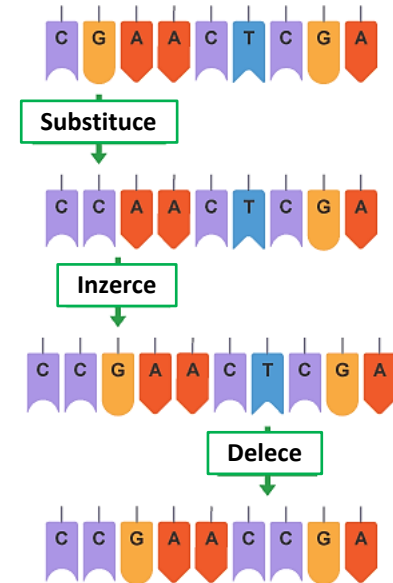 C G A A C T C G A
Substituce
C C A A C T C G A
Inzerce
C C G A A C T C G A
Delece
C C G A A C C G A